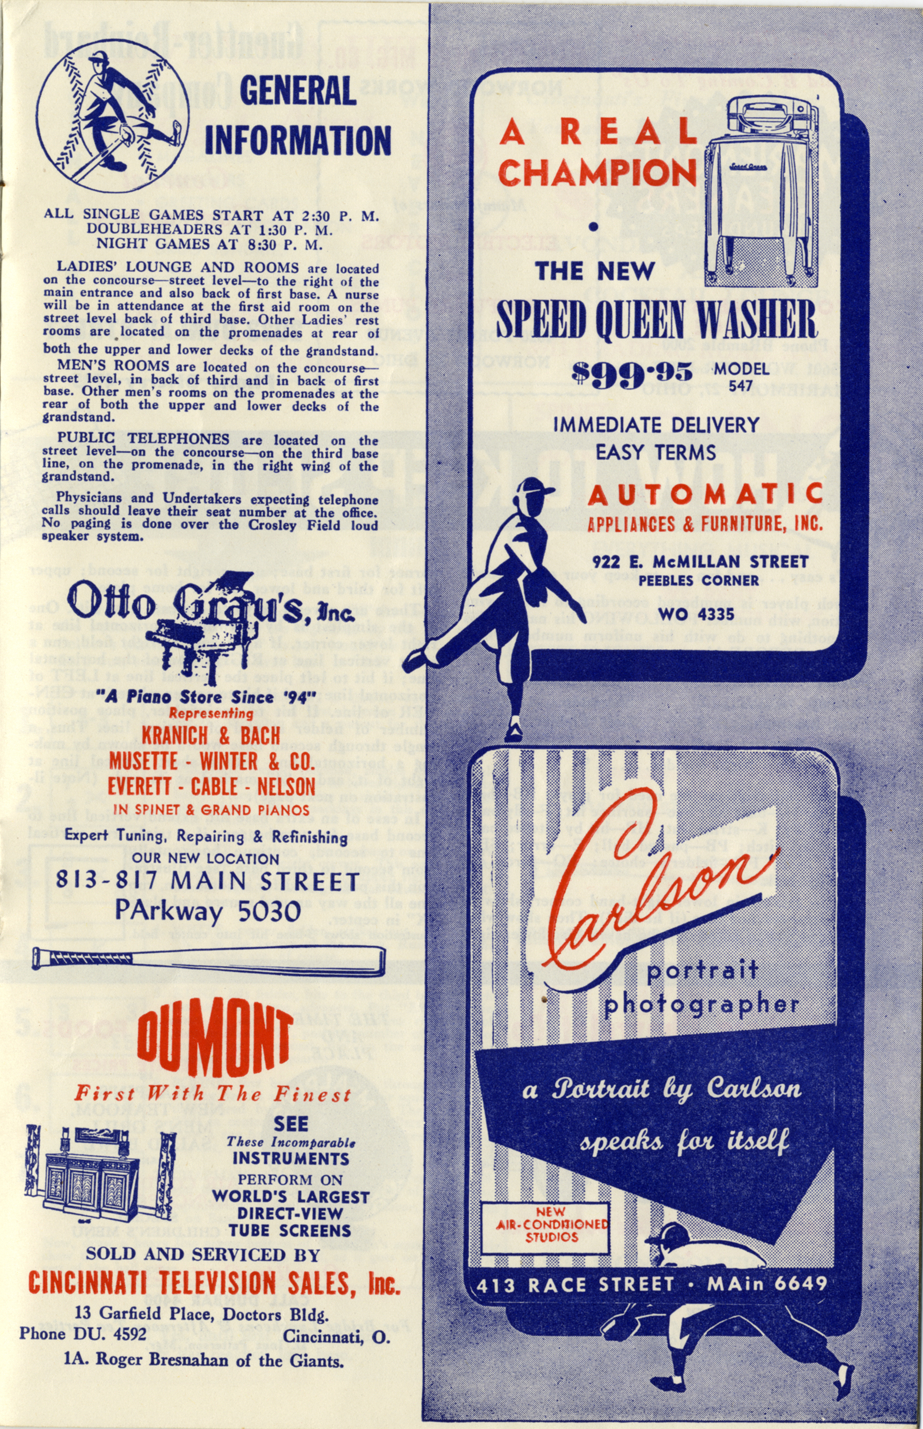 GENERAL
INFORMATION
ALL SINGLE GAMES START AT 2:30 P. M.
DOUBLEHEADERS AT 1:30 P. M.
NIGHT GAMES AT 8:30 P. M.
LADIES' LOUNGE AND ROOMS are located
on the concourse—street level—to the right of the
main entrance and also back of first base. A nurse
will be in attendance at the first aid room on the
street level back of third base. Other Ladies' rest
rooms are located on the promenades at rear of
both the upper and lower decks of the grandstand.
MEN'S ROOMS are located on the concourse—
street level, in back of third and in back of first
base. Other men's rooms on the promenades at the
rear of both the upper and lower decks of the
grandstand.
PUBLIC TELEPHONES are located on the
street level—on the concourse—on the third base
line, on the promenade, in the right wing of the
grandstand.
Physicians and Undertakers expecting telephone
calls should leave their seat number at the office.
No paging is done over the Crosley Field loud
speaker system.
Otto Grau's, Inc.
"A Piano Store Since '94"
Representing
KRANICH & BACH
MUSETTE - WINTER & CO.
EVERETT - CABLE - NELSON
IN SPINET & GRAND PIANOS
Expert Tuning, Repairing & Refinishing
OUR NEW LOCATION
813-817 MAIN STREET
PArkway 5030
DUMONT
First With The Finest
SEE
These Incomparable
INSTRUMENTS
PERFORM ON
WORLD'S LARGEST
DIRECT-VIEW
TUBE SCREENS
SOLD AND SERVICED BY
CINCINNATI TELEVISION SALES, Inc.
13 Garfield Place, Doctors Bldg.
Phone DU. 4592 Cincinnati, O.
1A. Roger Bresnahan of the Giants.
A REAL
CHAMPION
Speed Queen
•
THE NEW
SPEED QUEEN WASHER
$99.95 MODEL
547
IMMEDIATE DELIVERY
EASY TERMS
AUTOMATIC
APPLIANCES & FURNITURE, INC.
922 E. McMILLAN STREET
PEEBLES CORNER
WO 4335
Carlson
portrait
photographer
a Portrait by Carlson
speaks for itself
NEW
AIR-CONDITIONED
STUDIOS
413 RACE STREET · MAin 6649